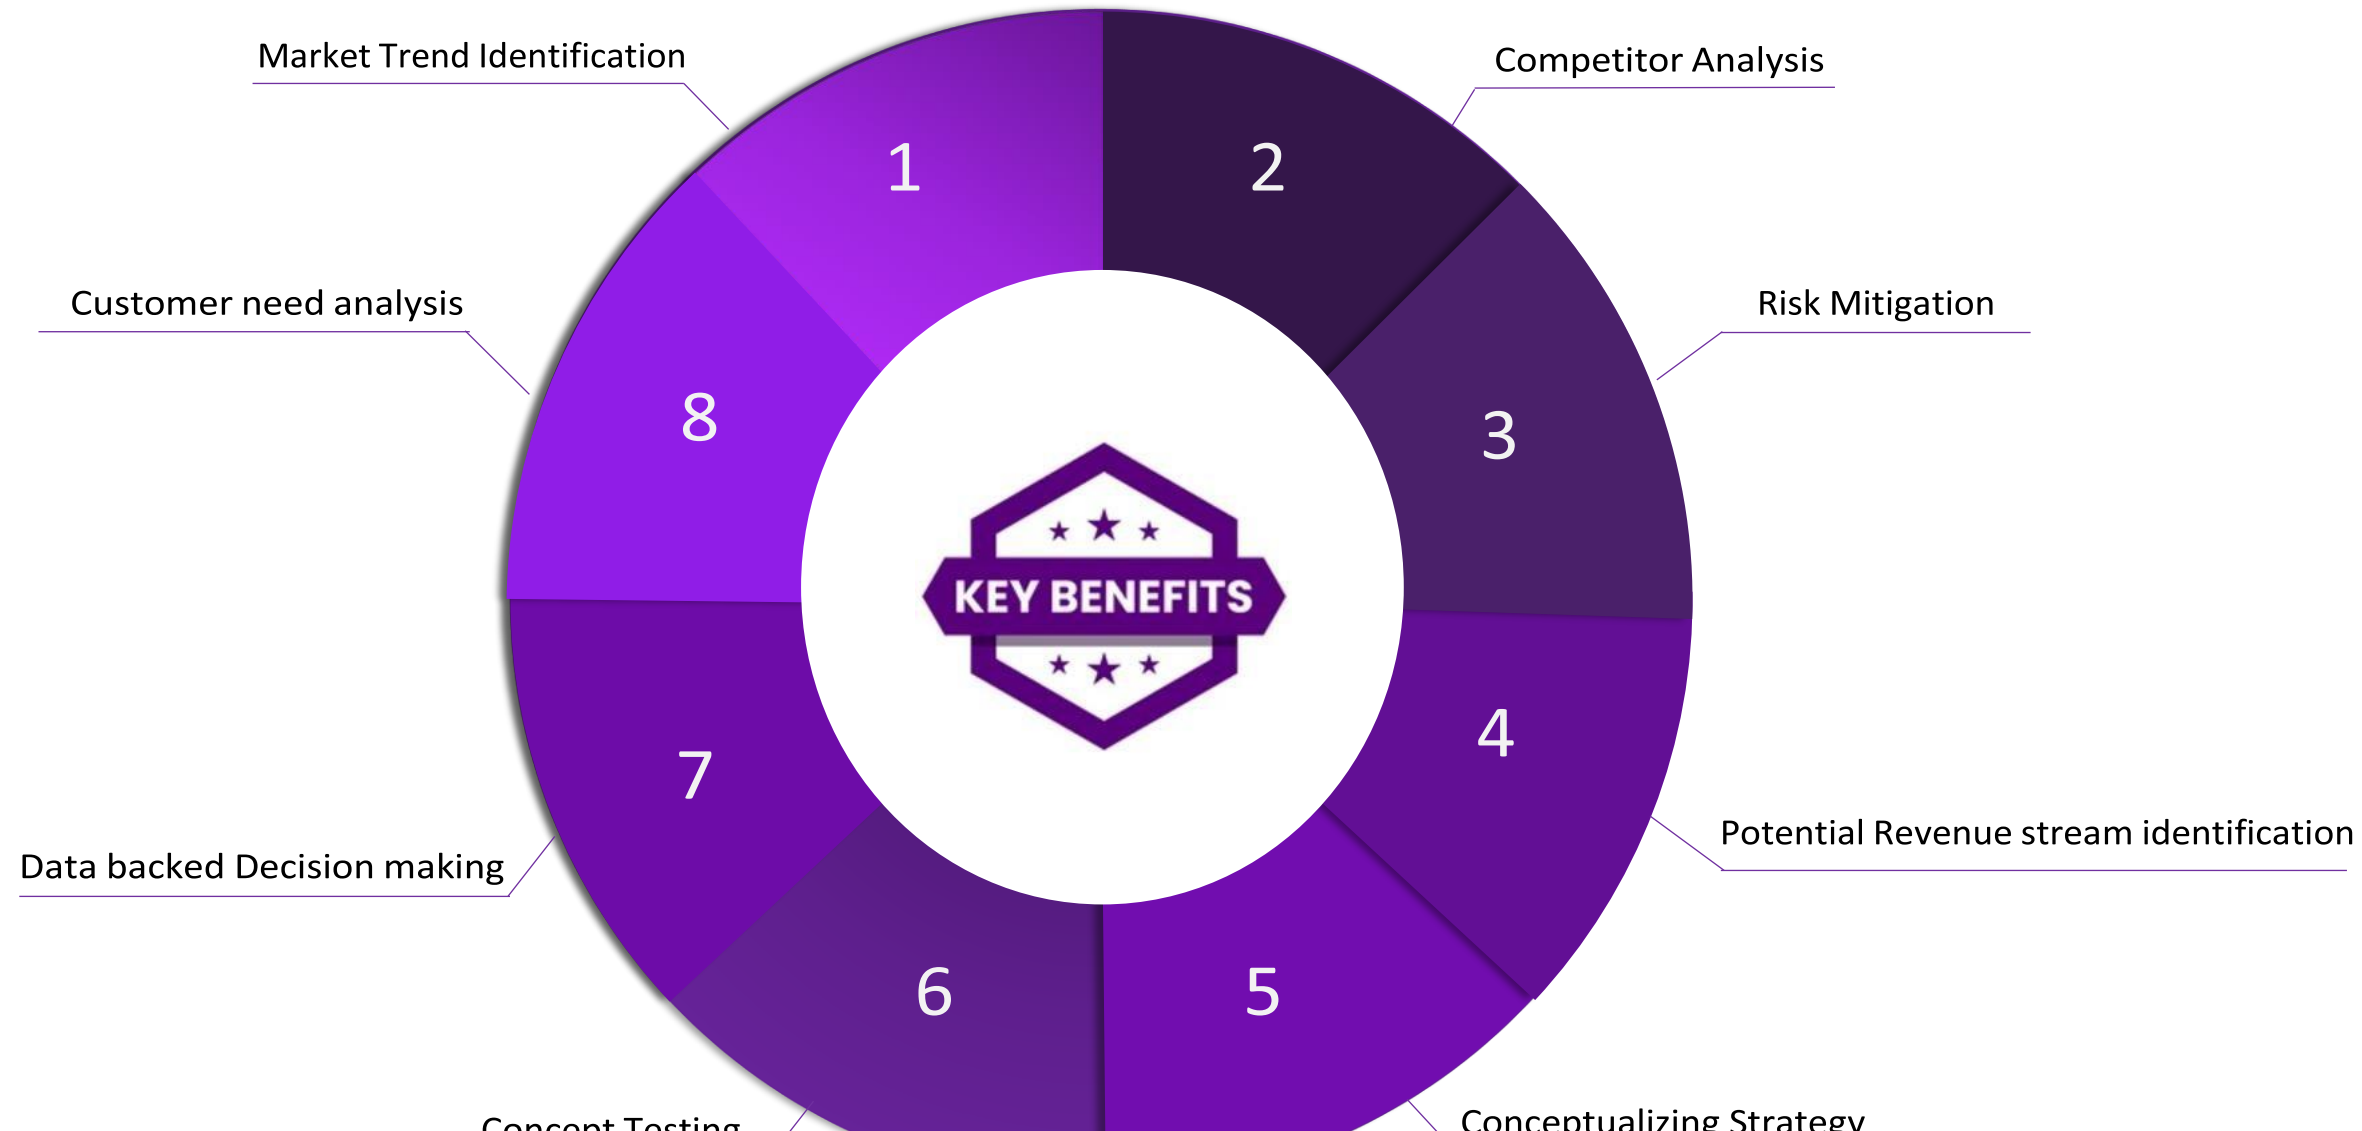 Market Trend Identification
Competitor Analysis
1
2
Customer need analysis
Risk Mitigation
8
3
KEY BENEFITS
7
4
Data backed Decision making
Potential Revenue stream identification
6
5
Concept Testing
Conceptualizing Strategy